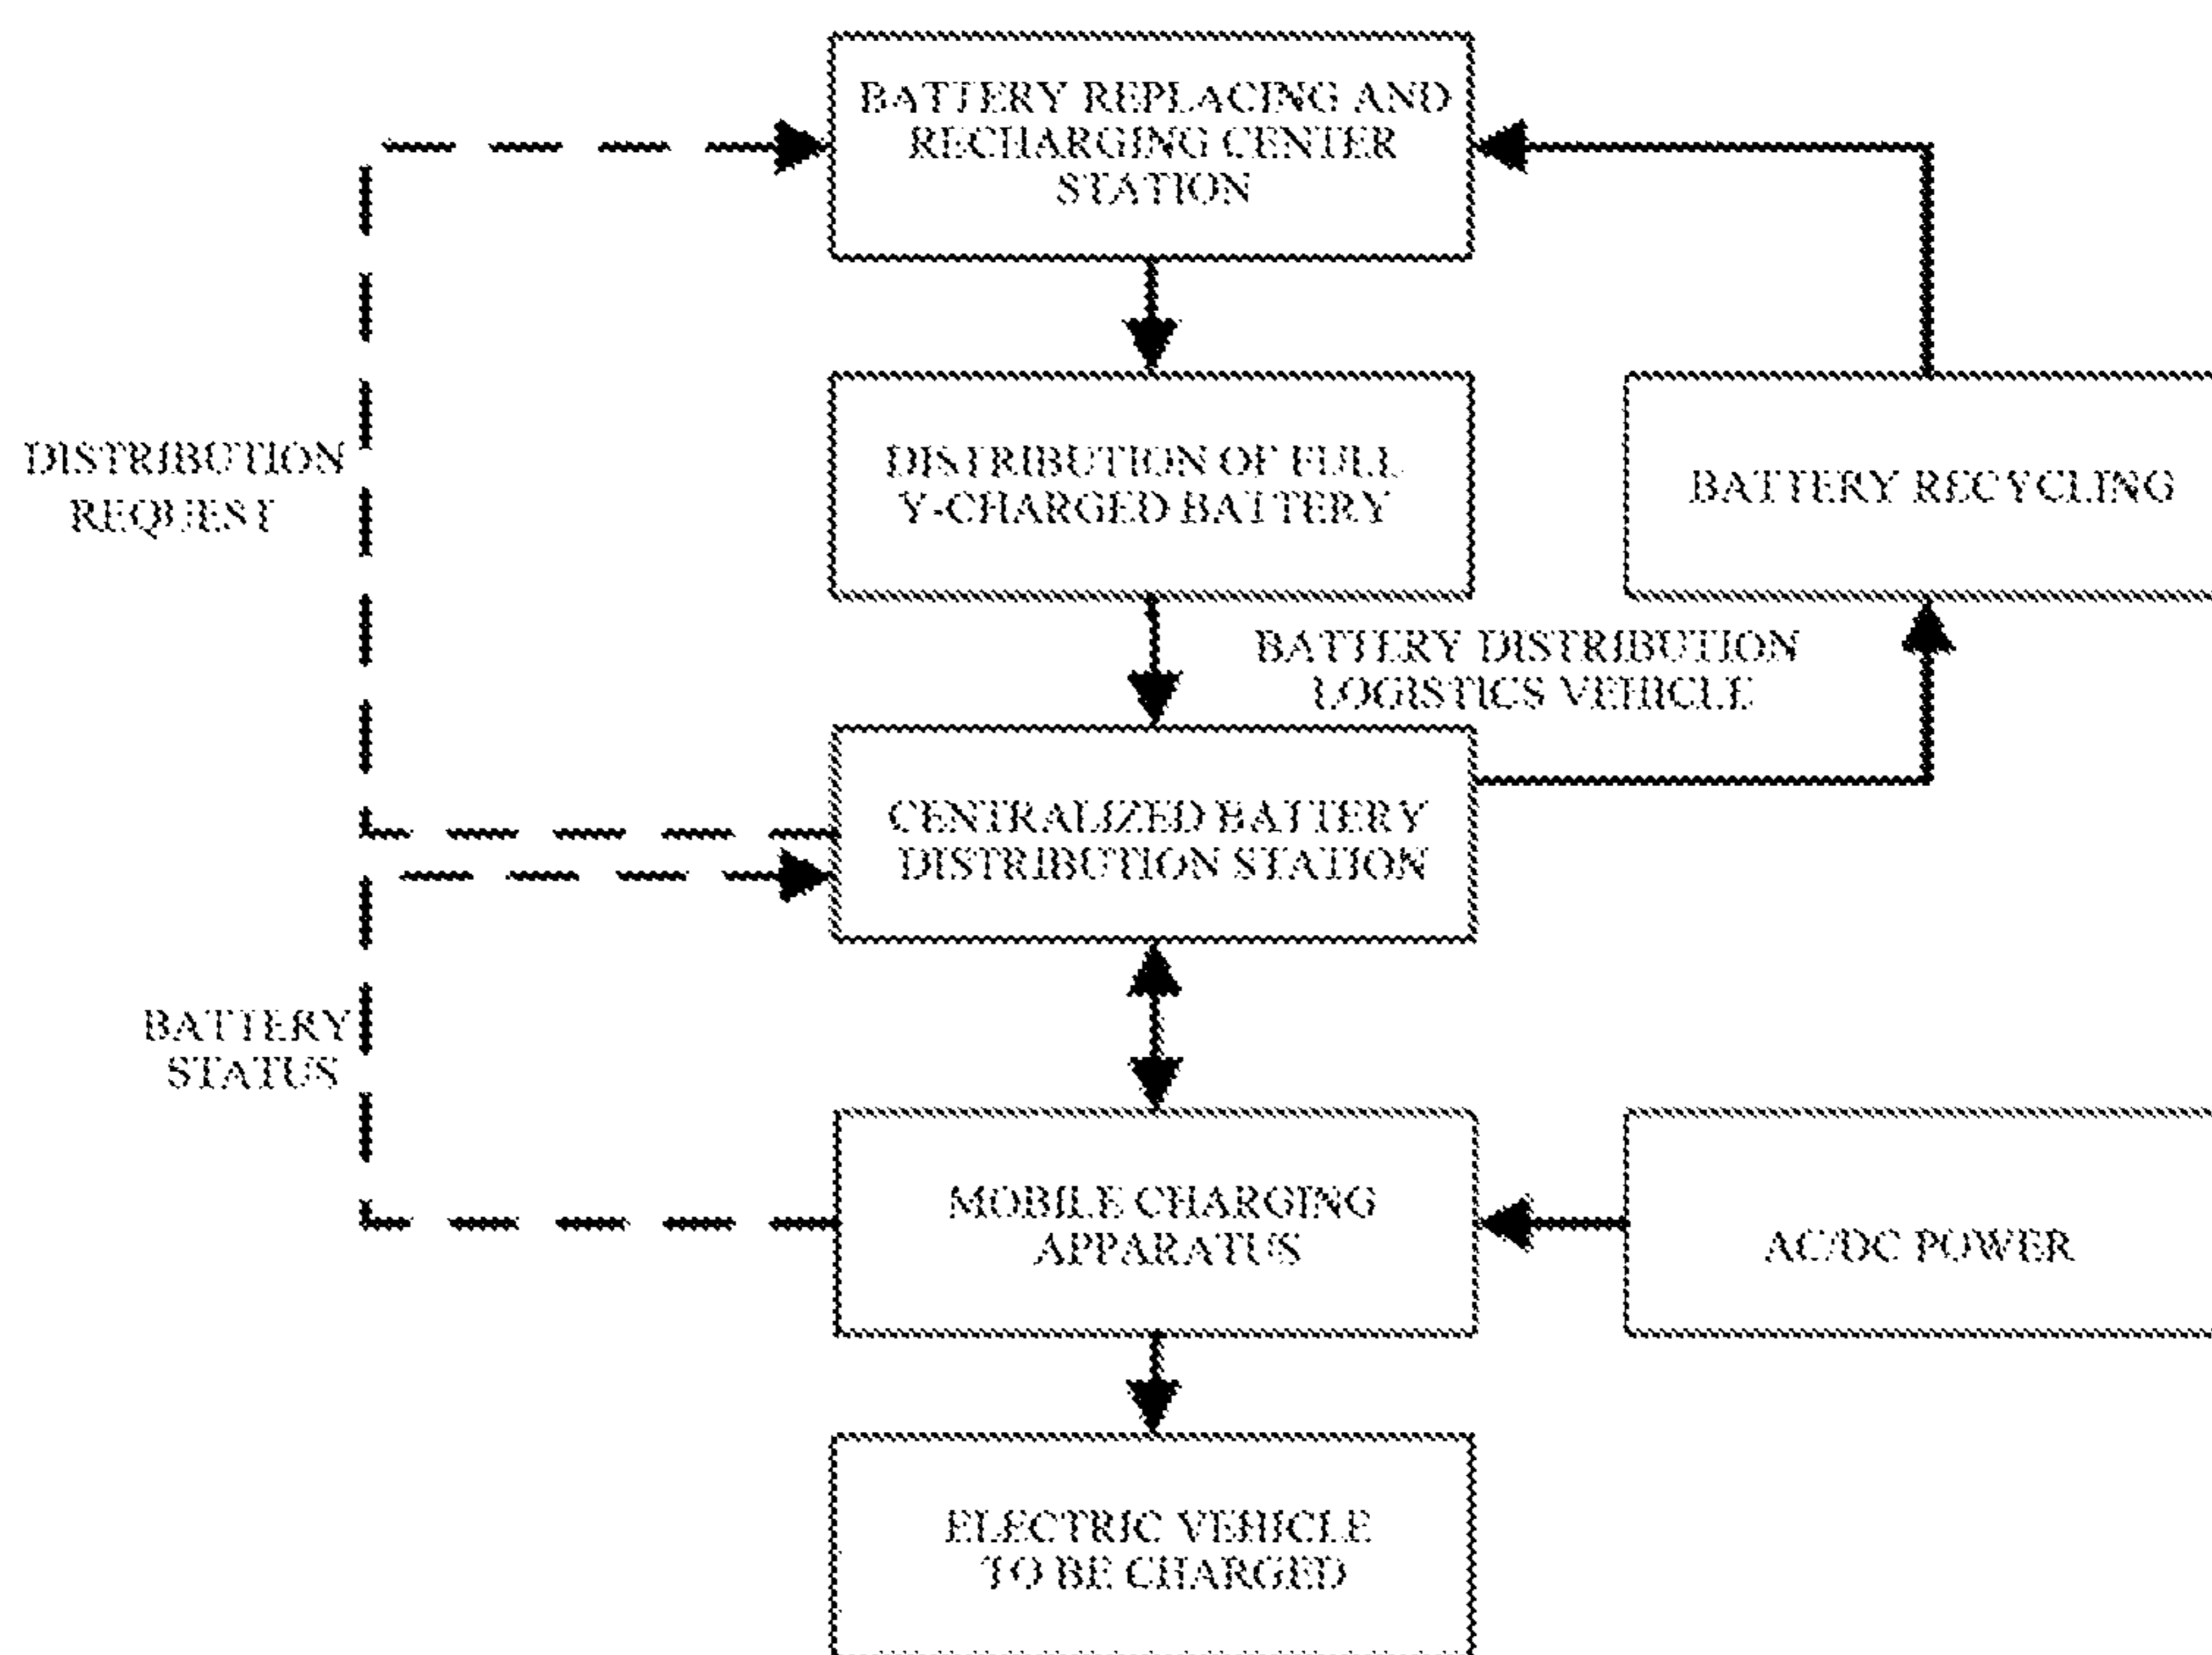 BATTERY REPLACING AND
RECHARGING CENTER
STATION
DISTRIBUTION
REQUEST
DISTRIBUTION OF FULL
Y-CHARGED BATTERY
BATTERY RECYCLING
BATTERY DISTRIBUTION
LOGISTICS VEHICLE
CENTRALIZED BATTERY
DISTRIBUTION STATION
BATTERY
STATUS
MOBILE CHARGING
APPARATUS
AC/DC POWER
ELECTRIC VEHICLE
TO BE CHARGED